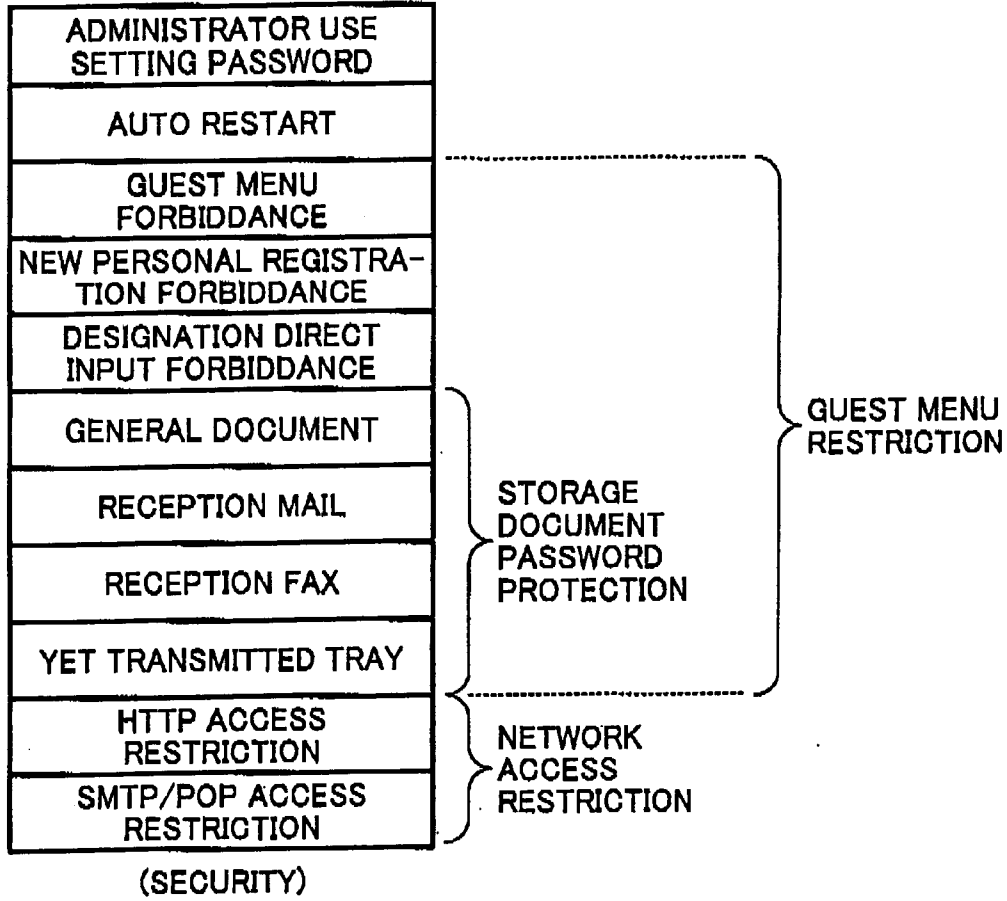 ADMINISTRATOR USE
SETTING PASSWORD
AUTO RESTART
GUEST MENU
FORBIDDANCE
NEW PERSONAL REGISTRA-
TION FORBIDDANCE
DESIGNATION DIRECT
INPUT FORBIDDANCE
GENERAL DOCUMENT
RECEPTION MAIL
RECEPTION FAX
YET TRANSMITTED TRAY
HTTP ACCESS
RESTRICTION
SMTP/POP ACCESS
RESTRICTION
STORAGE
DOCUMENT
PASSWORD
PROTECTION
NETWORK
ACCESS
RESTRICTION
GUEST MENU
RESTRICTION
(SECURITY)